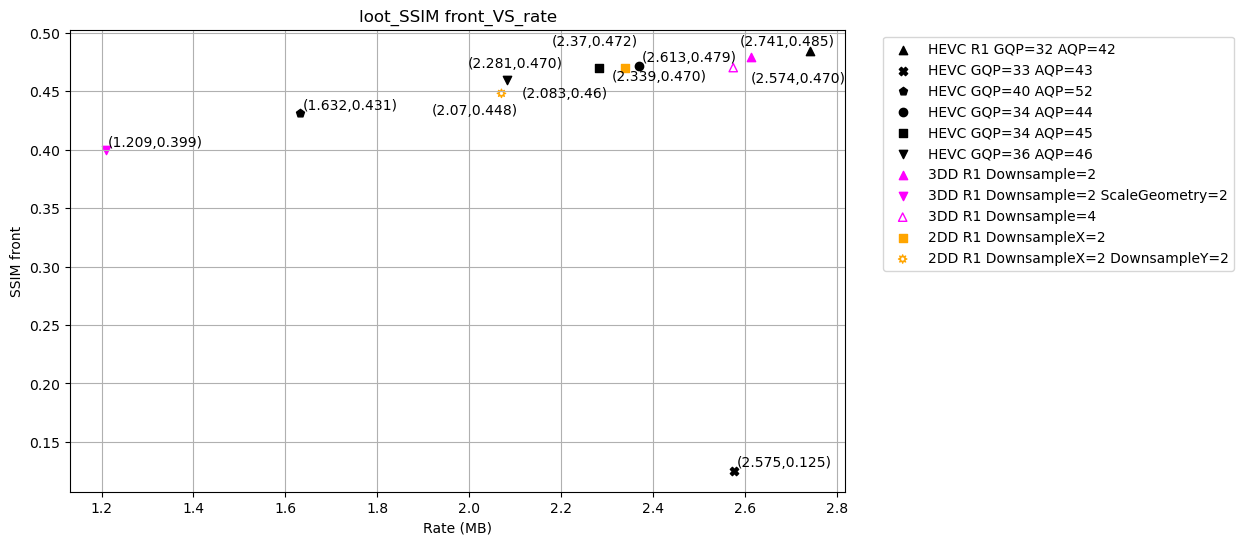 loot_SSIM front_VS_rate
0.50
0.45
0.40
0.35
0.30
0.25
0.20
0.15
SSIM front
(2.37,0.472)
(2.741,0.485)
(2.281,0.470)
(2.613,0.479)
(2.339,0.470)
(2.574,0.470)
(2.083,0.46)
(1.632,0.431)
(2.07,0.448)
(1.209,0.399)
(2.575,0.125)
1.2
1.4
1.6
1.8
2.0
2.2
2.4
2.6
2.8
Rate (MB)
HEVC R1 GQP=32 AQP=42
HEVC GQP=33 AQP=43
HEVC GQP=40 AQP=52
HEVC GQP=34 AQP=44
HEVC GQP=34 AQP=45
HEVC GQP=36 AQP=46
3DD R1 Downsample=2
3DD R1 Downsample=2 ScaleGeometry=2
3DD R1 Downsample=4
2DD R1 DownsampleX=2
2DD R1 DownsampleX=2 DownsampleY=2